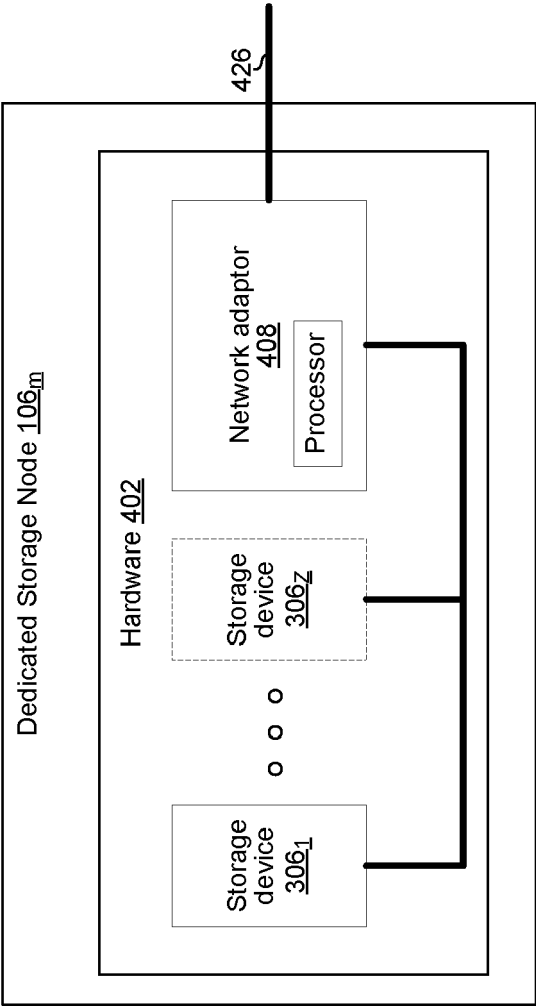 Dedicated Storage Node 106m
Hardware 402
Storage
device
306₁
Storage
device
306Z
Network adaptor
408
Processor
426